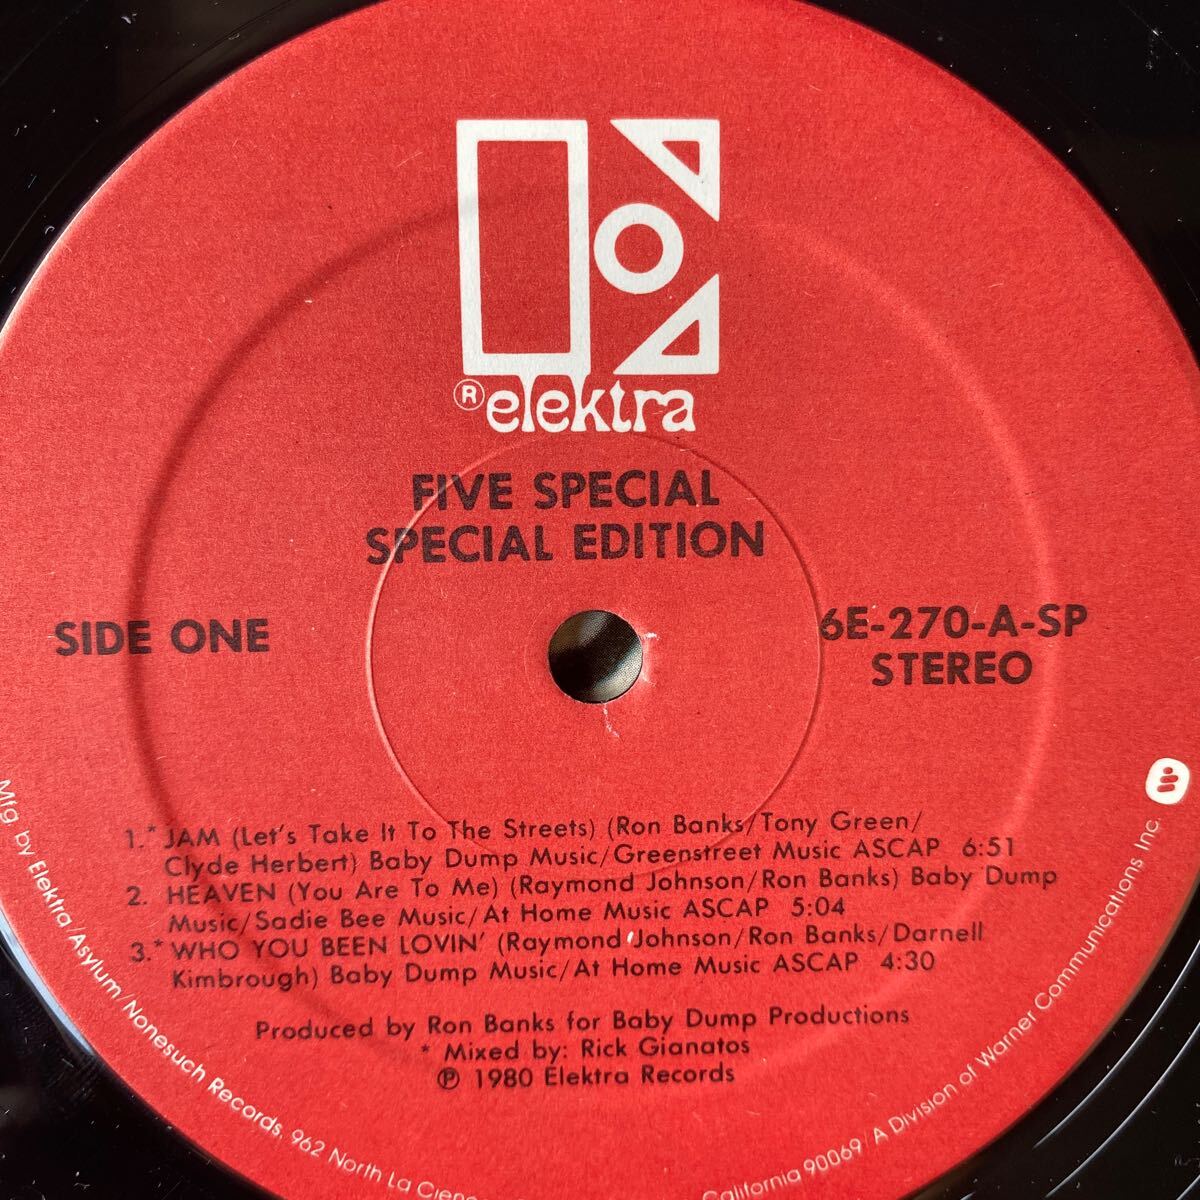 ® elektra
FIVE SPECIAL
SPECIAL EDITION
SIDE ONE
6E-270-A-SP
STEREO
1.* JAM (Let's Take It To The Streets) (Ron Banks/Tony Green/
Clyde Herbert) Baby Dump Music/Greenstreet Music ASCAP 6:51
2. HEAVEN (You Are To Me) (Raymond Johnson/Ron Banks) Baby Dump
Music/Sadie Bee Music/At Home Music ASCAP 5:04
3.* WHO YOU BEEN LOVIN' (Raymond Johnson/Ron Banks/Darnell
Kimbrough) Baby Dump Music/At Home Music ASCAP 4:30
Produced by Ron Banks for Baby Dump Productions
* Mixed by: Rick Gianatos
℗ 1980 Elektra Records
Mfg. by Elektra/Asylum/Nonesuch Records, 962 North La Ciene
California 90069/A Division of Warner Communications Inc.